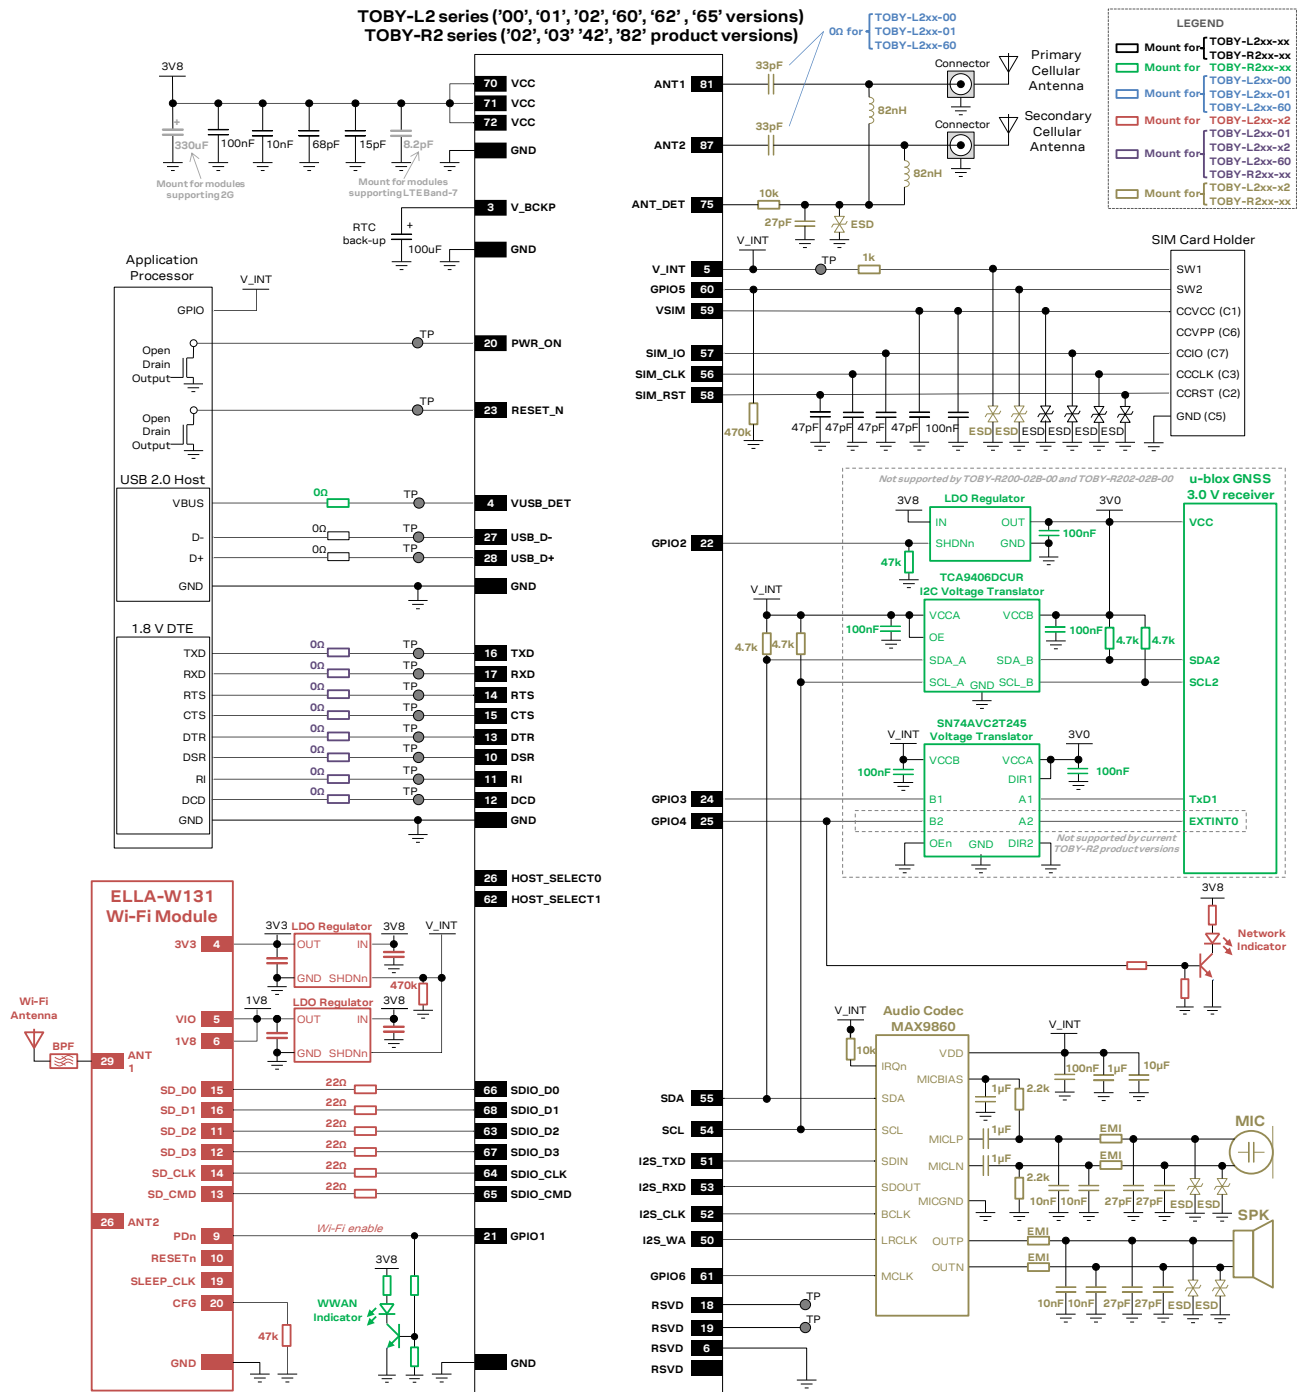 TOBY-L2 series ('00', '01', '02', '60', '62' , '65' versions)
TOBY-R2 series ('02', '03' '42', '82' product versions)
0Ω for
TOBY-L2xx-00
TOBY-L2xx-01
TOBY-L2xx-60
LEGEND
Mount for
TOBY-L2xx-xx
TOBY-R2xx-xx
Mount for TOBY-R2xx-xx
Mount for
TOBY-L2xx-00
TOBY-L2xx-01
TOBY-L2xx-60
Mount for TOBY-L2xx-x2
Mount for
TOBY-L2xx-01
TOBY-L2xx-x2
TOBY-L2xx-60
TOBY-R2xx-xx
Mount for
TOBY-L2xx-x2
TOBY-R2xx-xx
3V8
330uF
100nF
10nF
68pF
15pF
8.2pF
Mount for modules
supporting 2G
Mount for modules
supporting LTE Band-7
70 VCC
71 VCC
72 VCC
GND
3 V_BCKP
RTC
back-up
+
100uF
GND
ANT1 81
33pF
Connector
Primary
Cellular
Antenna
82nH
ANT2 87
33pF
Connector
Secondary
Cellular
Antenna
82nH
ANT_DET 75
10k
27pF
ESD
V_INT
V_INT 5
TP
1k
GPIO5 60
VSIM 59
SIM_IO 57
SIM_CLK 56
SIM_RST 58
470k
47pF
47pF
47pF
47pF
100nF
ESD
ESD
ESD
ESD
ESD
ESD
SIM Card Holder
SW1
SW2
CCVCC (C1)
CCVPP (C6)
CCIO (C7)
CCCLK (C3)
CCRST (C2)
GND (C5)
Application
Processor
V_INT
GPIO
Open
Drain
Output
TP
20 PWR_ON
Open
Drain
Output
TP
23 RESET_N
USB 2.0 Host
VBUS
0Ω
TP
4 VUSB_DET
D-
0Ω
TP
27 USB_D-
D+
0Ω
TP
28 USB_D+
GND
GND
1.8 V DTE
TXD 0Ω TP 16 TXD
RXD 0Ω TP 17 RXD
RTS 0Ω TP 14 RTS
CTS 0Ω TP 15 CTS
DTR 0Ω TP 13 DTR
DSR 0Ω TP 10 DSR
RI 0Ω TP 11 RI
DCD 0Ω TP 12 DCD
GND
GND
Not supported by TOBY-R200-02B-00 and TOBY-R202-02B-00
u-blox GNSS
3.0 V receiver
3V8
LDO Regulator
3V0
IN
OUT
SHDNn
GND
100nF
VCC
GPIO2 22
47k
TCA9406DCUR
I2C Voltage Translator
V_INT
VCCA
VCCB
100nF
OE
100nF
4.7k
4.7k
4.7k
4.7k
SDA_A
SDA_B
SDA2
SCL_A
SCL_B
SCL2
GND
SN74AVC2T245
Voltage Translator
V_INT
3V0
VCCB
VCCA
100nF
DIR1
100nF
GPIO3 24
B1
A1
TxD1
GPIO4 25
B2
A2
EXTINT0
OEn
GND
DIR2
Not supported by current
TOBY-R2 product versions
26 HOST_SELECT0
62 HOST_SELECT1
3V8
Network
Indicator
ELLA-W131
Wi-Fi Module
3V3 4
3V3
LDO Regulator
3V8
V_INT
OUT
IN
GND
SHDNn
470k
1V8
LDO Regulator
3V8
VIO 5
1V8 6
OUT
IN
GND
SHDNn
Wi-Fi
Antenna
BPF
29 ANT
1
SD_D0 15 22Ω 66 SDIO_D0
SD_D1 16 22Ω 68 SDIO_D1
SD_D2 11 22Ω 63 SDIO_D2
SD_D3 12 22Ω 67 SDIO_D3
SD_CLK 14 22Ω 64 SDIO_CLK
SD_CMD 13 22Ω 65 SDIO_CMD
26 ANT2
PDn 9
Wi-Fi enable
21 GPIO1
RESETn 10
SLEEP_CLK 19
CFG 20
47k
GND
3V8
WWAN
Indicator
GND
Audio Codec
MAX9860
V_INT
10k
IRQn
VDD
V_INT
100nF
1µF
10µF
MICBIAS
1µF
2.2k
SDA 55
SDA
SCL 54
SCL
MICLP
1µF
EMI
MIC
I2S_TXD 51
SDIN
MICLN
1µF
EMI
2.2k
I2S_RXD 53
SDOUT
MICGND
10nF
10nF
27pF
27pF
ESD
ESD
I2S_CLK 52
BCLK
I2S_WA 50
LRCLK
OUTP
EMI
SPK
OUTN
EMI
GPIO6 61
MCLK
10nF
10nF
27pF
27pF
ESD
ESD
RSVD 18
TP
RSVD 19
TP
RSVD 6
RSVD